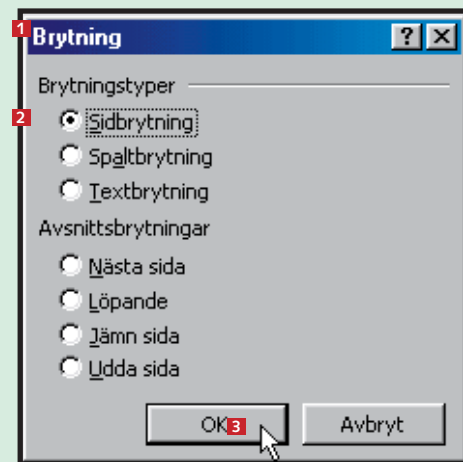 1 Brytning
Brytningstyper
2 Sidbrytning
Spaltbrytning
Textbrytning
Avsnittsbrytningar
Nästa sida
Löpande
Jämn sida
Udda sida
OK 3 Avbryt